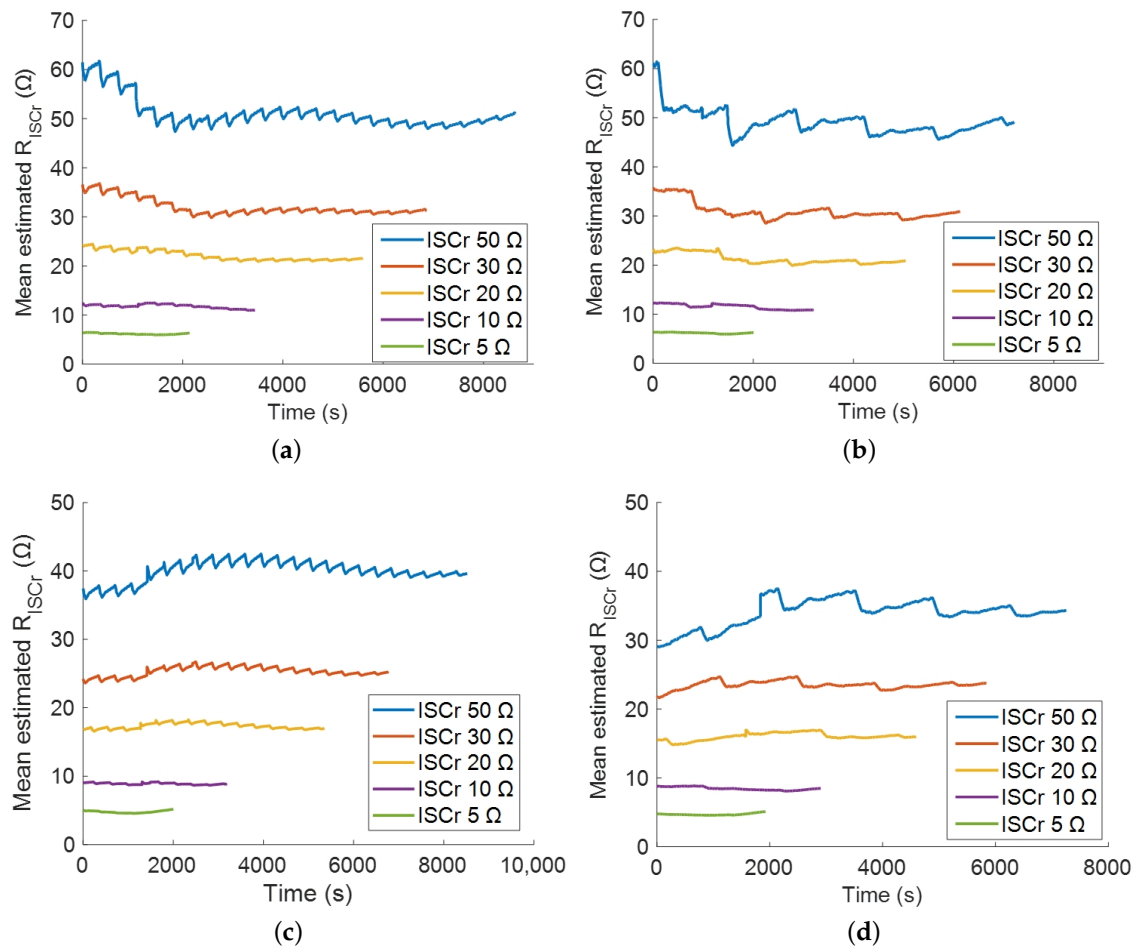 70
60
50
40
30
20
10
0
Mean estimated R_ISCr (Ω)
0 2000 4000 6000 8000
Time (s)
ISCr 50 Ω
ISCr 30 Ω
ISCr 20 Ω
ISCr 10 Ω
ISCr 5 Ω
(a)
70
60
50
40
30
20
10
0
Mean estimated R_ISCr (Ω)
0 2000 4000 6000 8000
Time (s)
ISCr 50 Ω
ISCr 30 Ω
ISCr 20 Ω
ISCr 10 Ω
ISCr 5 Ω
(b)
50
40
30
20
10
0
Mean estimated R_ISCr (Ω)
0 2000 4000 6000 8000 10,000
Time (s)
ISCr 50 Ω
ISCr 30 Ω
ISCr 20 Ω
ISCr 10 Ω
ISCr 5 Ω
(c)
50
40
30
20
10
0
Mean estimated R_ISCr (Ω)
0 2000 4000 6000 8000
Time (s)
ISCr 50 Ω
ISCr 30 Ω
ISCr 20 Ω
ISCr 10 Ω
ISCr 5 Ω
(d)